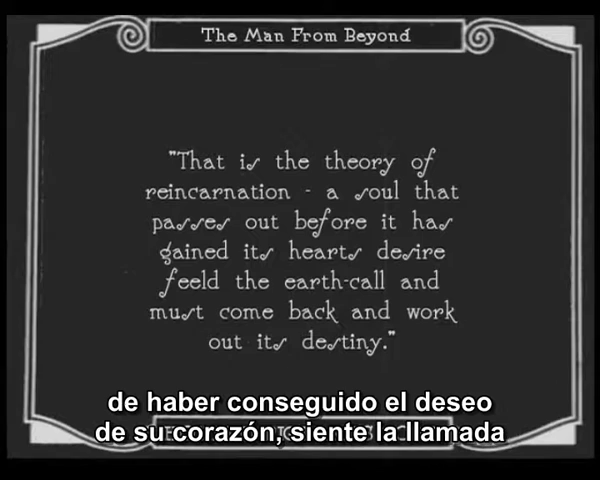 The Man From Beyond
"That is the theory of
reincarnation - a soul that
passes out before it has
gained its hearts desire
feeld the earth-call and
must come back and work
out its destiny."
de haber conseguido el deseo
de su corazón, siente la llamada